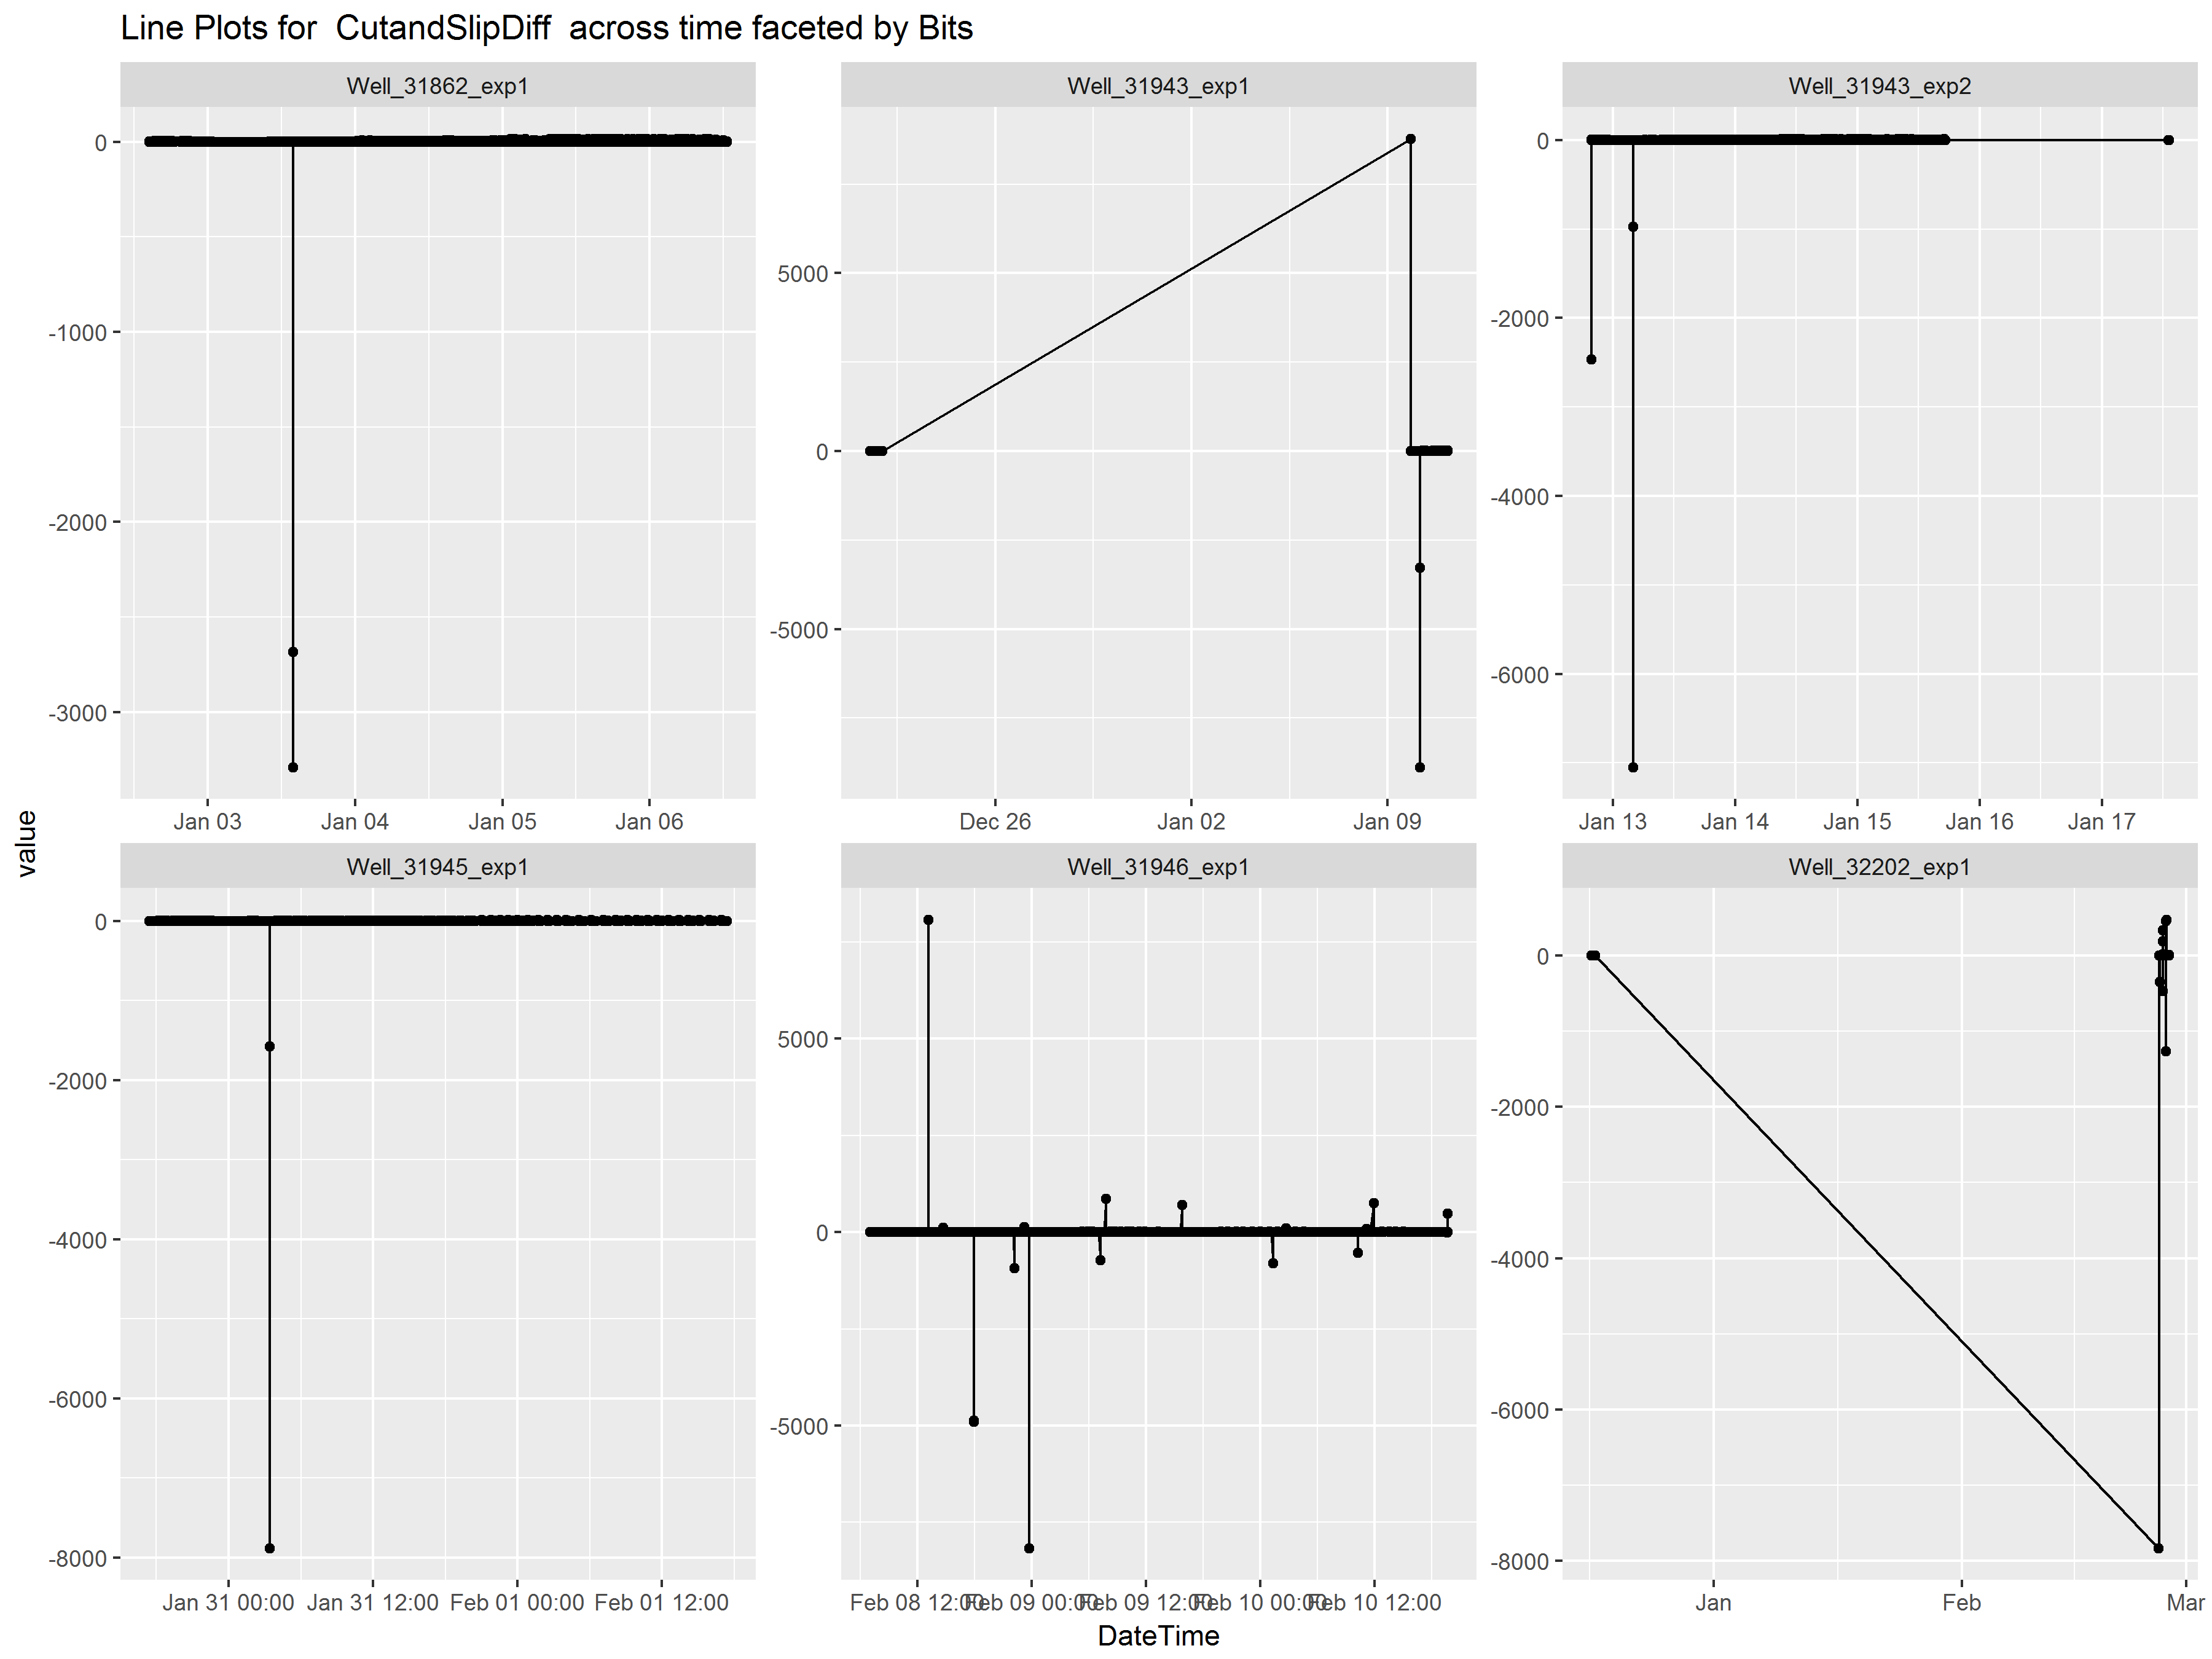 Line Plots for  CutandSlipDiff  across time faceted by Bits
Well_31862_exp1
Well_31943_exp1
Well_31943_exp2
0
-1000
-2000
-3000
Jan 03 Jan 04 Jan 05 Jan 06
5000
0
-5000
Dec 26 Jan 02 Jan 09
0
-2000
-4000
-6000
Jan 13 Jan 14 Jan 15 Jan 16 Jan 17
value
Well_31945_exp1
Well_31946_exp1
Well_32202_exp1
0
-2000
-4000
-6000
-8000
Jan 31 00:00 Jan 31 12:00 Feb 01 00:00 Feb 01 12:00
5000
0
-5000
Feb 08 12:00 Feb 09 00:00 Feb 09 12:00 Feb 10 00:00 Feb 10 12:00
0
-2000
-4000
-6000
-8000
Jan Feb Mar
DateTime